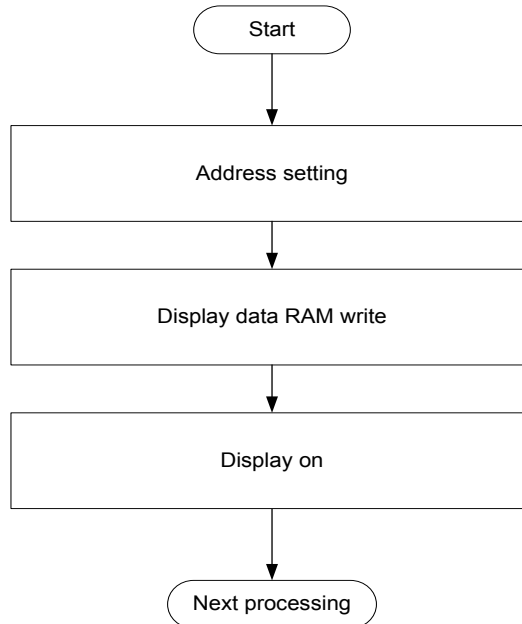 Start
Address setting
Display data RAM write
Display on
Next processing